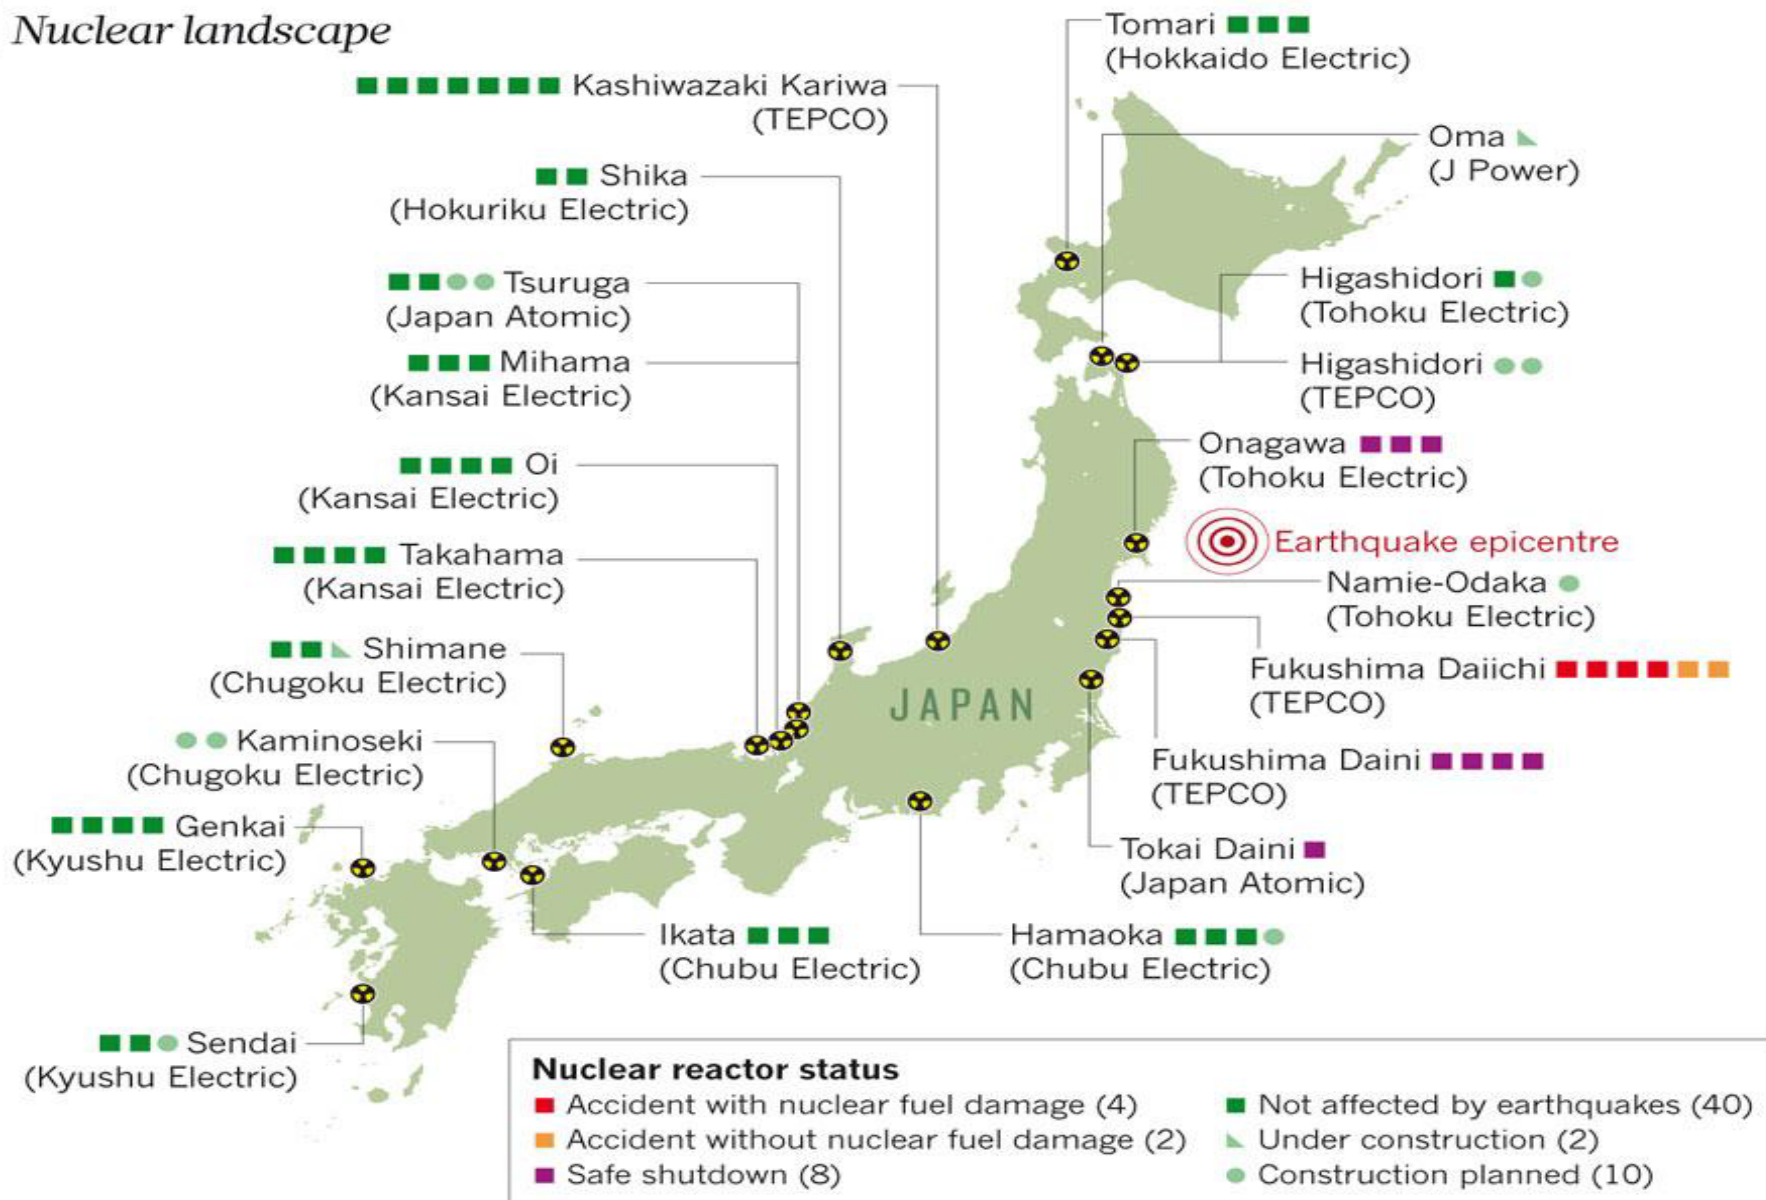 Nuclear landscape
Tomari
(Hokkaido Electric)
Kashiwazaki Kariwa
(TEPCO)
Oma
(J Power)
Shika
(Hokuriku Electric)
Tsuruga
(Japan Atomic)
Higashidori
(Tohoku Electric)
Mihama
(Kansai Electric)
Higashidori
(TEPCO)
Onagawa
(Tohoku Electric)
Oi
(Kansai Electric)
Earthquake epicentre
Takahama
(Kansai Electric)
Namie-Odaka
(Tohoku Electric)
Shimane
(Chugoku Electric)
Fukushima Daiichi
(TEPCO)
JAPAN
Kaminoseki
(Chugoku Electric)
Fukushima Daini
(TEPCO)
Genkai
(Kyushu Electric)
Tokai Daini
(Japan Atomic)
Ikata
(Chubu Electric)
Hamaoka
(Chubu Electric)
Sendai
(Kyushu Electric)
Nuclear reactor status
Accident with nuclear fuel damage (4)
Accident without nuclear fuel damage (2)
Safe shutdown (8)
Not affected by earthquakes (40)
Under construction (2)
Construction planned (10)